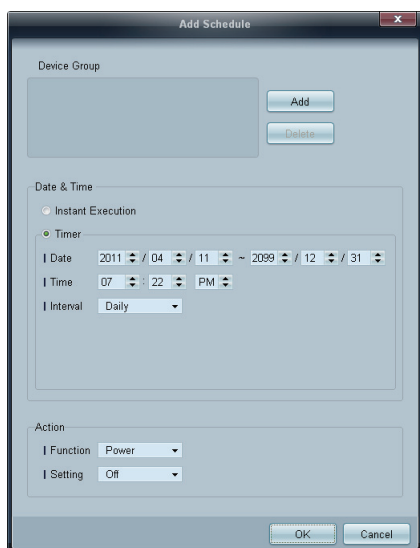 Add Schedule
x
Device Group
Add
Delete
Date & Time
Instant Execution
Timer
Date 2011 / 04 / 11 ~ 2099 / 12 / 31
Time 07 : 22 PM
Interval Daily
Action
Function Power
Setting Off
OK Cancel